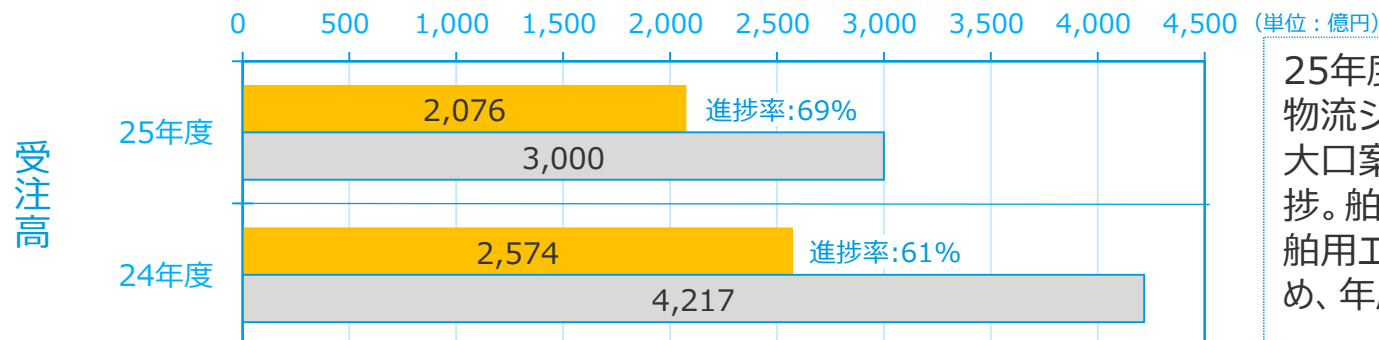 0 500 1,000 1,500 2,000 2,500 3,000 3,500 4,000 4,500 (単位:億円)
受注高
25年度
2,076 進捗率:69%
3,000
24年度
2,574 進捗率:61%
4,217
25年
物流シ
大口案
捗。舶
舶用工
め、年